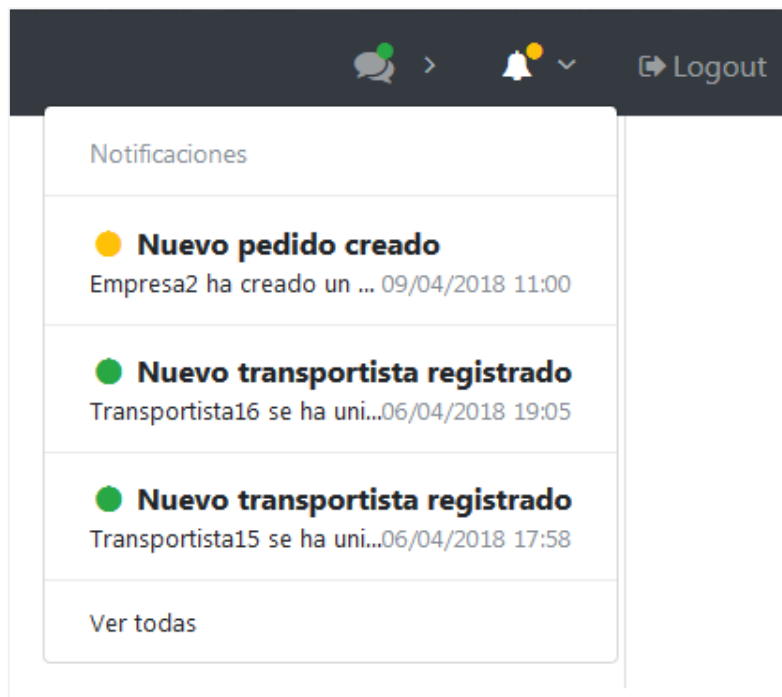 Logout
Notificaciones
Nuevo pedido creado
Empresa2 ha creado un ... 09/04/2018 11:00
Nuevo transportista registrado
Transportista16 se ha uni...06/04/2018 19:05
Nuevo transportista registrado
Transportista15 se ha uni...06/04/2018 17:58
Ver todas